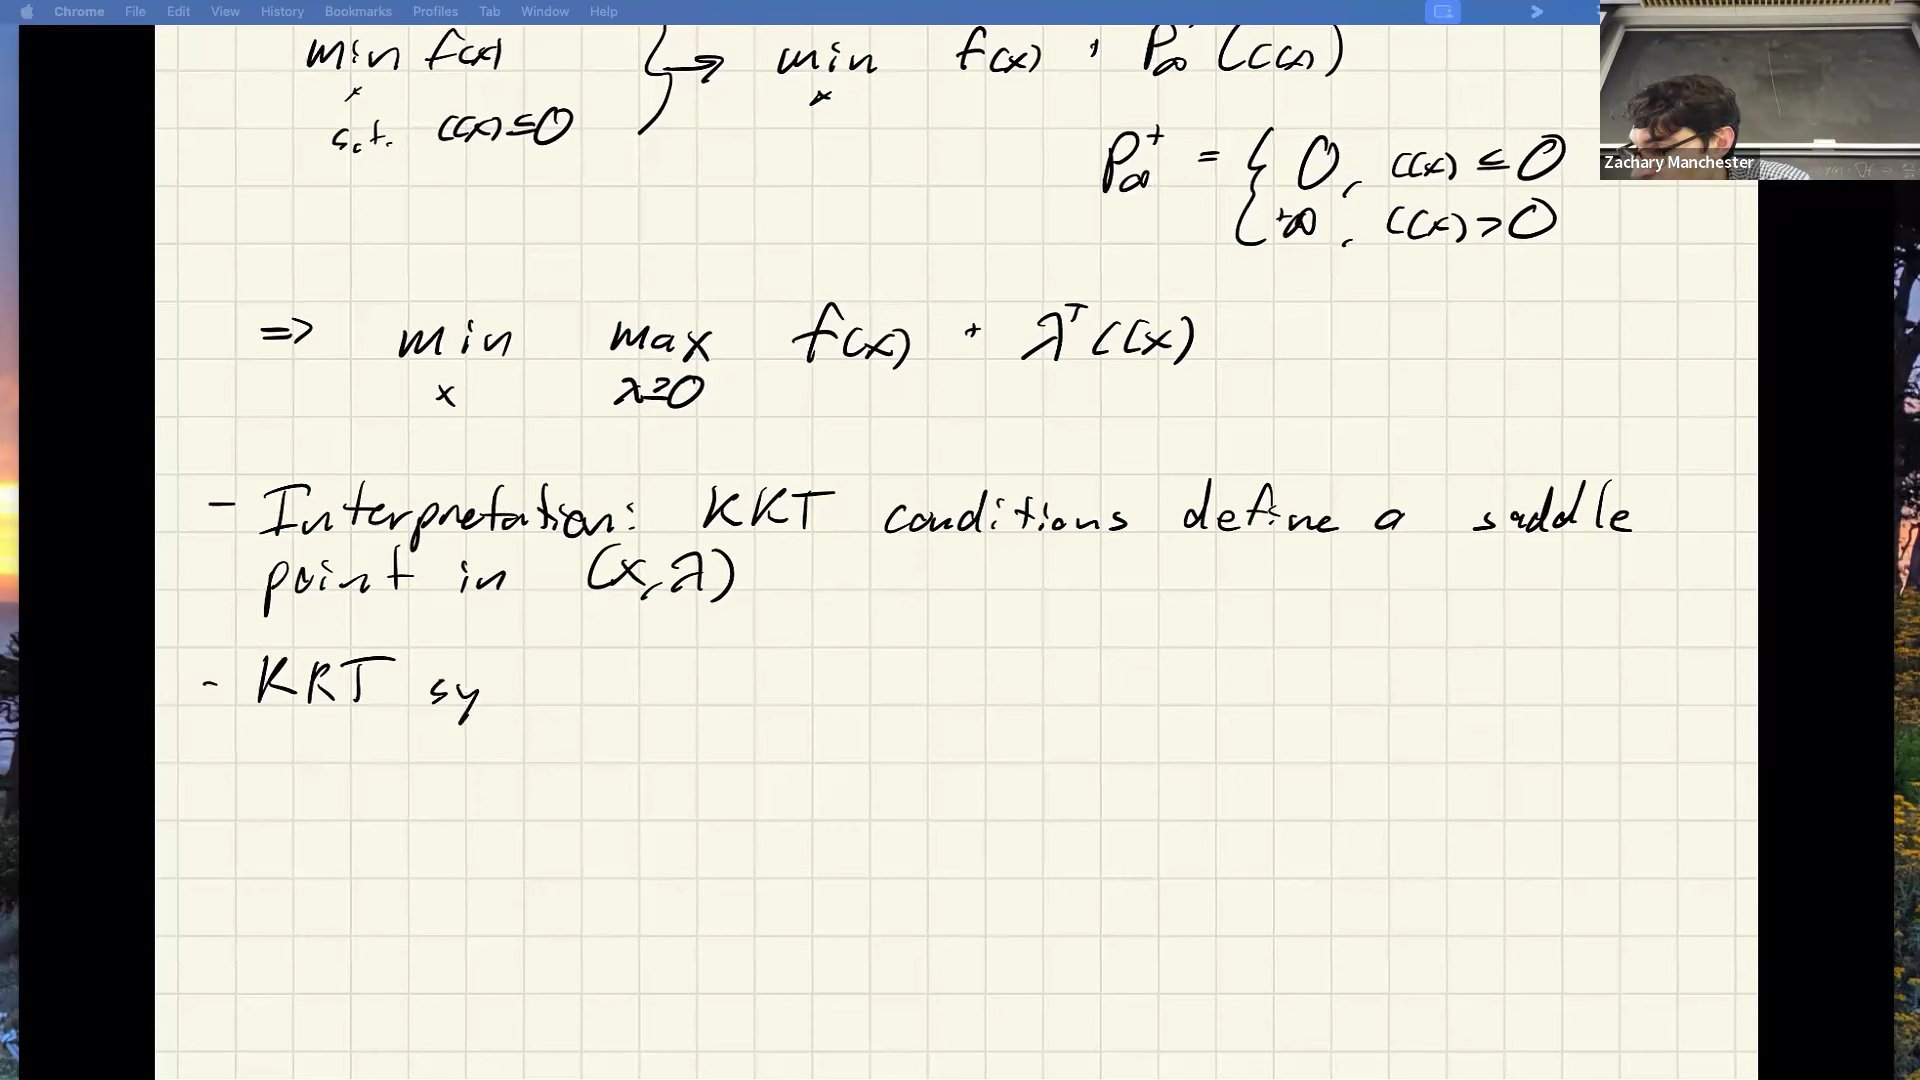 Chrome File Edit View History Bookmarks Profiles Tab Window Help
min f(x) → min f(x) + P∞⁺(c(x))
x x
s.t. c(x) ≤ 0
P∞⁺ = { 0, c(x) ≤ 0
+∞, c(x) > 0
Zachary Manchester
=> min max f(x) + λᵀc(x)
x λ≥0
- Interpretation: KKT conditions define a saddle
point in (x, λ)
- KKT sy